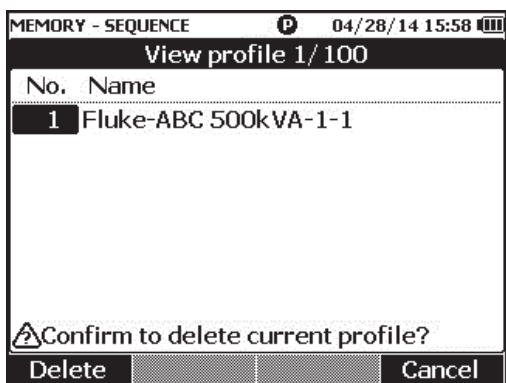 MEMORY - SEQUENCE P 04/28/14 15:58
View profile 1/100
No. Name
1 Fluke-ABC 500kVA-1-1
Confirm to delete current profile?
Delete Cancel